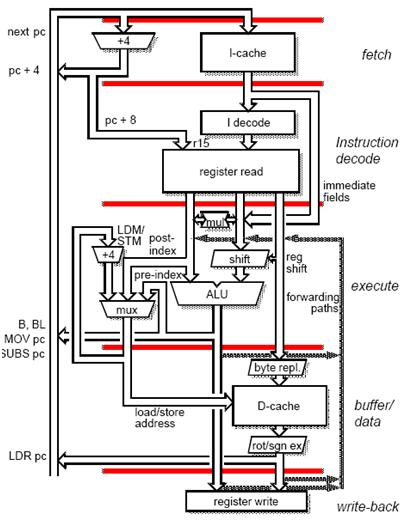 next pc
+4
I-cache
fetch
pc + 4
pc + 8
I decode
r15
Instruction
decode
register read
immediate
fields
LDM/
STM
post-
index
mul
+4
shift
reg
shift
pre-index
ALU
forwarding
paths
execute
mux
B, BL
MOV pc
SUBS pc
byte repl.
load/store
address
D-cache
buffer/
data
rot/sgn ex
LDR pc
register write
write-back